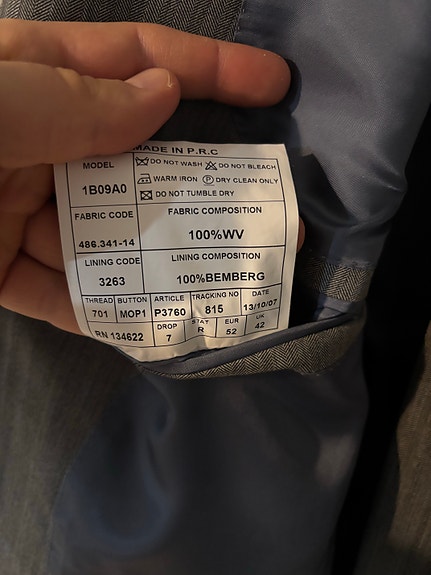 MADE IN P.R.C
MODEL
1B09A0
DO NOT WASH DO NOT BLEACH
WARM IRON P DRY CLEAN ONLY
DO NOT TUMBLE DRY
FABRIC CODE
486.341-14
FABRIC COMPOSITION
100%WV
LINING CODE
3263
LINING COMPOSITION
100%BEMBERG
THREAD BUTTON ARTICLE TRACKING NO DATE
701 MOP1 P3760 815 13/10/07
RN 134622
DROP STAT EUR UK
7 R 52 42